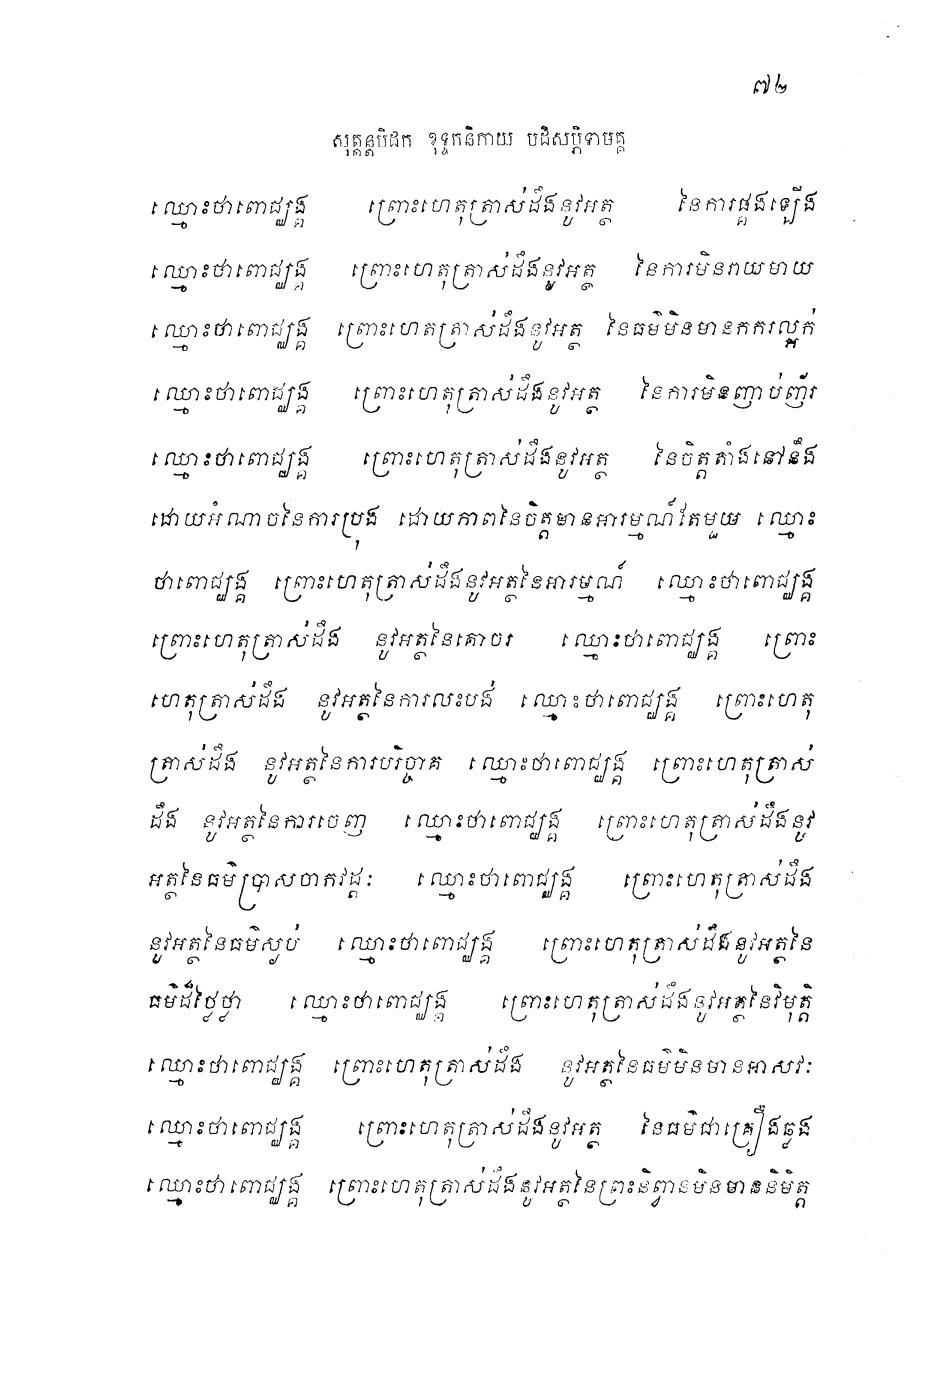 ៧២
សុត្តន្តបិដក ខុទ្ទកនិកាយ បដិសម្ភិទាមគ្គ
ឈ្មោះថាពោជ្ឈង្គ ព្រោះហេតុត្រាស់ដឹងនូវអត្ថ នៃការផ្គងឡើង
ឈ្មោះថាពោជ្ឈង្គ ព្រោះហេតុត្រាស់ដឹងនូវអត្ថ នៃការមិនរាយមាយ
ឈ្មោះថាពោជ្ឈង្គ ព្រោះហេតត្រាស់ដឹងនូវអត្ថ នៃធម៌មិនមានកករល្អក់
ឈ្មោះថាពោជ្ឈង្គ ព្រោះហេតុត្រាស់ដឹងនូវអត្ថ នៃការមិនញាប់ញ័រ
ឈ្មោះថាពោជ្ឈង្គ ព្រោះហេតុត្រាស់ដឹងនូវអត្ថ នៃចិត្តតាំងនៅនឹង
ដោយអំណាចនៃការប្រុង ដោយភាពនៃចិត្តមានអារម្មណ៍តែមួយ ឈ្មោះ
ថាពោជ្ឈង្គ ព្រោះហេតុត្រាស់ដឹងនូវអត្ថនៃអារម្មណ៍ ឈ្មោះថាពោជ្ឈង្គ
ព្រោះហេតុត្រាស់ដឹង នូវអត្ថនៃគោចរ ឈ្មោះថាពោជ្ឈង្គ ព្រោះ
ហេតុត្រាស់ដឹង នូវអត្ថនៃការលះបង់ ឈ្មោះថាពោជ្ឈង្គ ព្រោះហេតុ
ត្រាស់ដឹង នូវអត្ថនៃការបរិច្ចាគ ឈ្មោះថាពោជ្ឈង្គ ព្រោះហេតុត្រាស់
ដឹង នូវអត្ថនៃការចេញ ឈ្មោះថាពោជ្ឈង្គ ព្រោះហេតុត្រាស់ដឹងនូវ
អត្ថនៃធម៌ប្រាសចាកវដ្តៈ ឈ្មោះថាពោជ្ឈង្គ ព្រោះហេតុត្រាស់ដឹង
នូវអត្ថនៃធម៌ស្ងប់ ឈ្មោះថាពោជ្ឈង្គ ព្រោះហេតុត្រាស់ដឹងនូវអត្ថនៃ
ធម៌ដ៏ថ្លៃថ្លា ឈ្មោះថាពោជ្ឈង្គ ព្រោះហេតុត្រាស់ដឹងនូវអត្ថនៃវិមុត្តិ
ឈ្មោះថាពោជ្ឈង្គ ព្រោះហេតុត្រាស់ដឹង នូវអត្ថនៃធម៌មិនមានអាសវៈ
ឈ្មោះថាពោជ្ឈង្គ ព្រោះហេតុត្រាស់ដឹងនូវអត្ថ នៃធម៌ជាគ្រឿងឆ្លង
ឈ្មោះថាពោជ្ឈង្គ ព្រោះហេតុត្រាស់ដឹងនូវអត្ថនៃព្រះនិព្វានមិនមាននិមិត្ត